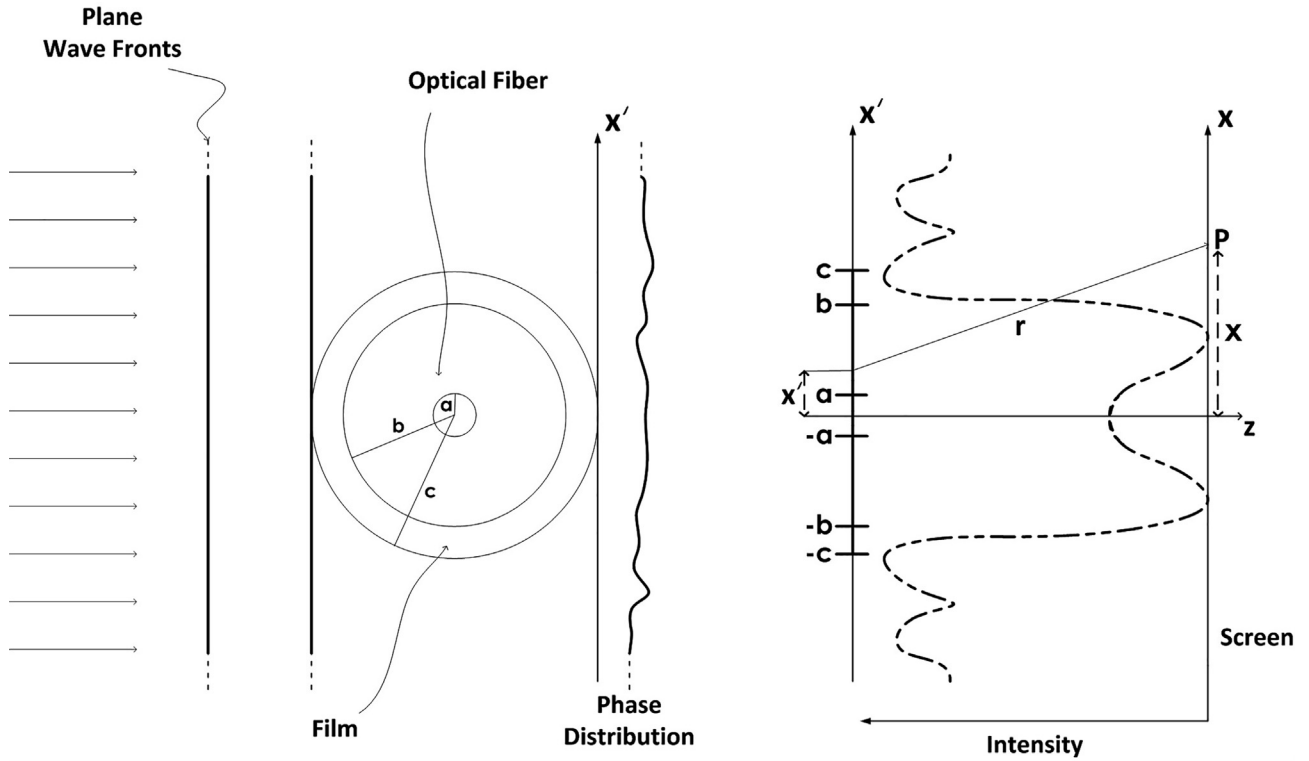 Plane
Wave Fronts
Optical Fiber
X′
a
b
c
Film
Phase
Distribution
X′
X
P
c
b
r
X
X′
a
z
-a
-b
-c
Screen
Intensity